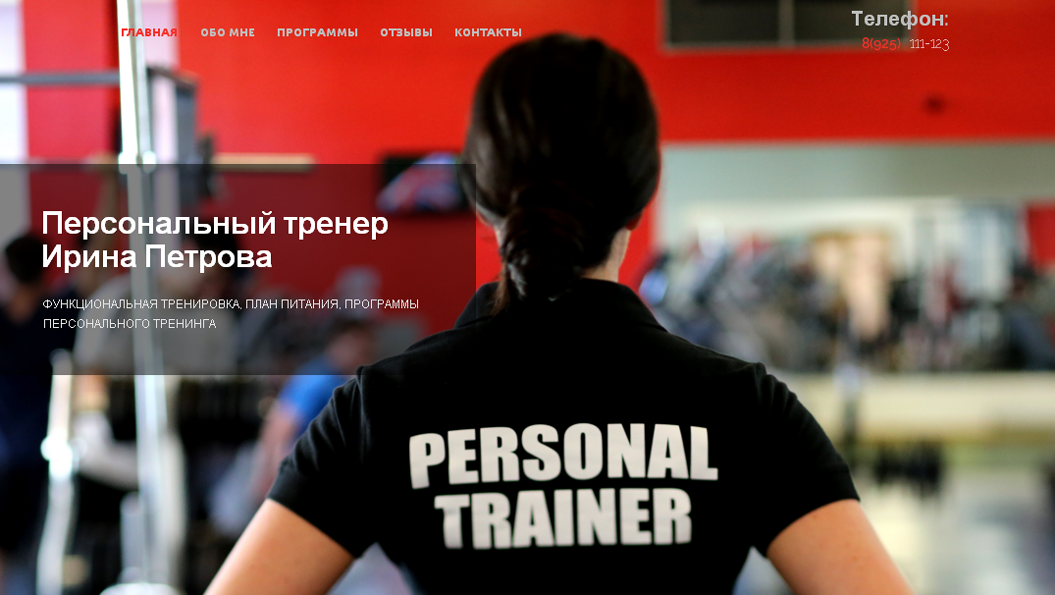 ГЛАВНАЯ ОБО МНЕ ПРОГРАММЫ ОТЗЫВЫ КОНТАКТЫ
Телефон:
8(925) 111-123
Персональный тренер
Ирина Петрова
ФУНКЦИОНАЛЬНАЯ ТРЕНИРОВКА, ПЛАН ПИТАНИЯ, ПРОГРАММЫ
ПЕРСОНАЛЬНОГО ТРЕНИНГА
PERSONAL
TRAINER